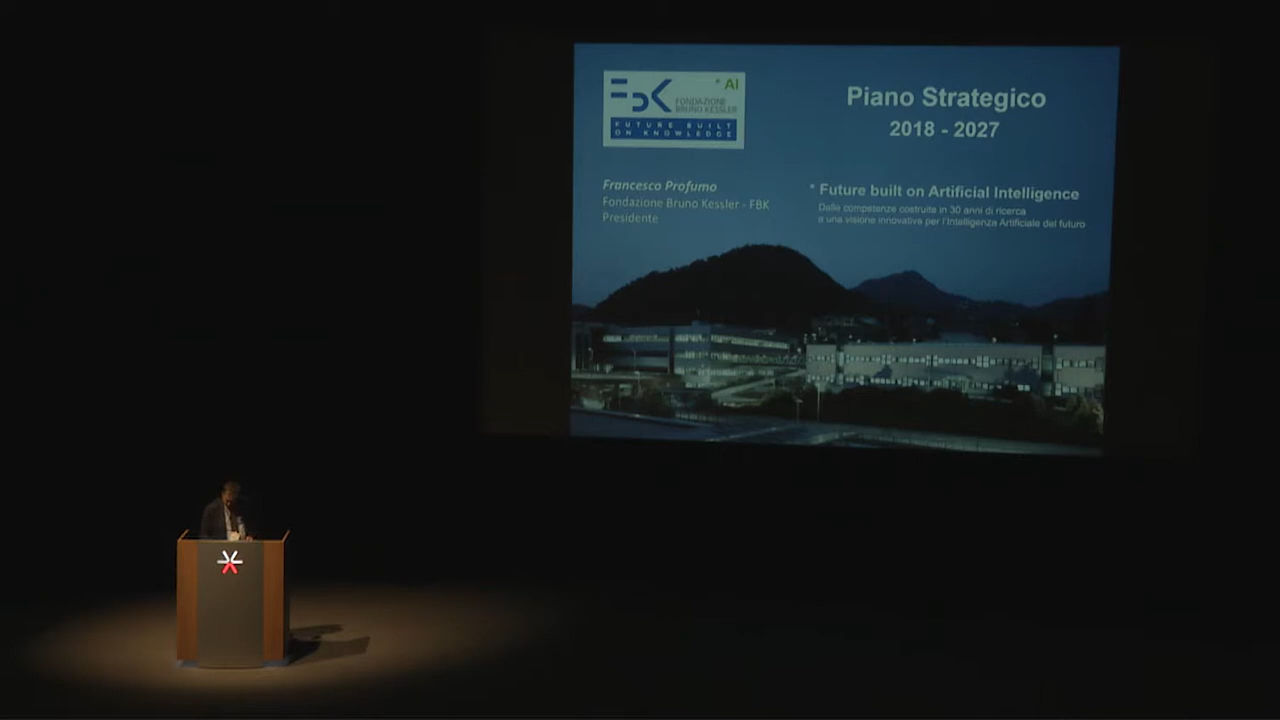 * AI
FBK
FONDAZIONE
BRUNO KESSLER
FUTURE BUILT
ON KNOWLEDGE
Piano Strategico
2018 - 2027
Francesco Profumo
Fondazione Bruno Kessler - FBK
Presidente
* Future built on Artificial Intelligence
Dalle competenze costruite in 30 anni di ricerca
a una visione innovativa per l'Intelligenza Artificiale del futuro